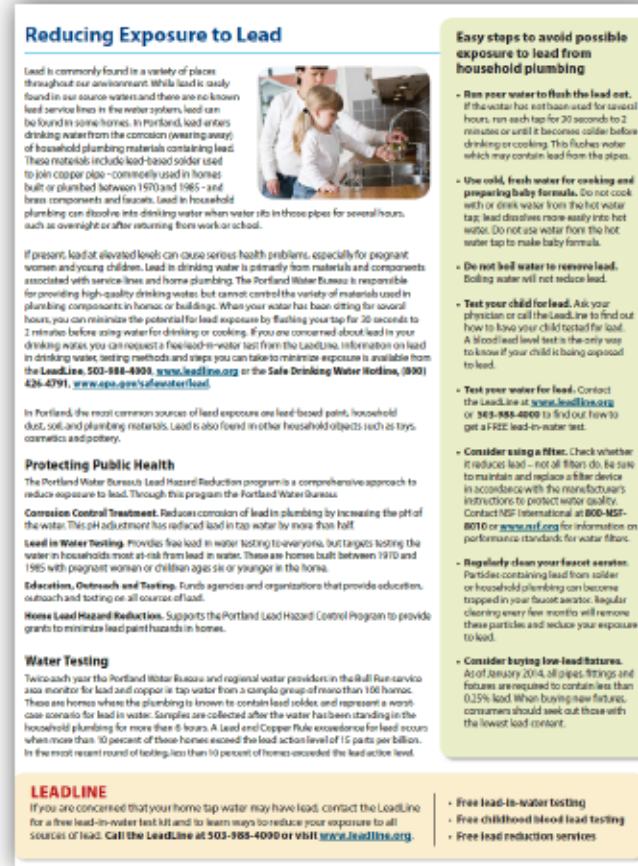 Reducing Exposure to Lead
Lead is commonly found in a variety of places
throughout our environment. While lead is rarely
found in our source waters and there are no known
lead service lines in the water system, lead can
be found in some homes. In Portland, lead enters
drinking water from the corrosion (wearing away)
of household plumbing materials containing lead.
These materials include lead-based solder used
to join copper pipe – commonly used in homes
built or plumbed between 1970 and 1985 – and
brass components and faucets. Lead in household
plumbing can dissolve into drinking water when water sits in those pipes for several hours,
such as overnight or after returning from work or school.
If present, lead at elevated levels can cause serious health problems, especially for pregnant
women and young children. Lead in drinking water is primarily from materials and components
associated with service lines and home plumbing. The Portland Water Bureau is responsible
for providing high-quality drinking water, but cannot control the variety of materials used in
plumbing components in homes or buildings. When your water has been sitting for several
hours, you can minimize the potential for lead exposure by flushing your tap for 30 seconds to
2 minutes before using water for drinking or cooking. If you are concerned about lead in your
drinking water, you can request a free lead-in-water test from the LeadLine. Information on lead
in drinking water, testing methods and steps you can take to minimize exposure is available from
the LeadLine, 503-988-4000, www.leadline.org or the Safe Drinking Water Hotline, (800)
426-4791, www.epa.gov/safewater/lead.
In Portland, the most common sources of lead exposure are lead-based paint, household
dust, soil, and plumbing materials. Lead is also found in other household objects such as toys,
cosmetics and pottery.
Protecting Public Health
The Portland Water Bureau's Lead Hazard Reduction program is a comprehensive approach to
reduce exposure to lead. Through this program the Portland Water Bureau:
Corrosion Control Treatment. Reduces corrosion of lead in plumbing by increasing the pH of
the water. This pH adjustment has reduced lead in tap water by more than half.
Lead in Water Testing. Provides free lead in water testing to everyone, but targets testing the
water in households most at-risk from lead in water. These are homes built between 1970 and
1985 with pregnant women or children ages six or younger in the home.
Education, Outreach and Testing. Funds agencies and organizations that provide education,
outreach and testing on all sources of lead.
Home Lead Hazard Reduction. Supports the Portland Lead Hazard Control Program to provide
grants to minimize lead paint hazards in homes.
Water Testing
Twice each year the Portland Water Bureau and regional water providers in the Bull Run service
area monitor for lead and copper in tap water from a sample group of more than 100 homes.
These are homes where the plumbing is known to contain lead solder, and represent a worst-
case scenario for lead in water. Samples are collected after the water has been standing in the
household plumbing for more than 6 hours. A Lead and Copper Rule exceedence for lead occurs
when more than 10 percent of these homes exceed the lead action level of 15 parts per billion.
In the most recent round of testing, less than 10 percent of homes exceeded the lead action level.
Easy steps to avoid possible
exposure to lead from
household plumbing
• Run your water to flush the lead out.
If the water has not been used for several
hours, run each tap for 30 seconds to 2
minutes or until it becomes colder before
drinking or cooking. This flushes water
which may contain lead from the pipes.
• Use cold, fresh water for cooking and
preparing baby formula. Do not cook
with or drink water from the hot water
tap; lead dissolves more easily into hot
water. Do not use water from the hot
water tap to make baby formula.
• Do not boil water to remove lead.
Boiling water will not reduce lead.
• Test your child for lead. Ask your
physician or call the LeadLine to find out
how to have your child tested for lead.
A blood lead level test is the only way
to know if your child is being exposed
to lead.
• Test your water for lead. Contact
the LeadLine at www.leadline.org
or 503-988-4000 to find out how to
get a FREE lead-in-water test.
• Consider using a filter. Check whether
it reduces lead – not all filters do. Be sure
to maintain and replace a filter device
in accordance with the manufacturer's
instructions to protect water quality.
Contact NSF International at 800-NSF-
8010 or www.nsf.org for information on
performance standards for water filters.
• Regularly clean your faucet aerator.
Particles containing lead from solder
or household plumbing can become
trapped in your faucet aerator. Regular
cleaning every few months will remove
these particles and reduce your exposure
to lead.
• Consider buying low-lead fixtures.
As of January 2014, all pipes, fittings and
fixtures are required to contain less than
0.25% lead. When buying new fixtures,
consumers should seek out those with
the lowest lead content.
LEADLINE
If you are concerned that your home tap water may have lead, contact the LeadLine
for a free lead-in-water test kit and to learn ways to reduce your exposure to all
sources of lead. Call the LeadLine at 503-988-4000 or visit www.leadline.org.
• Free lead-in-water testing
• Free childhood blood lead testing
• Free lead reduction services